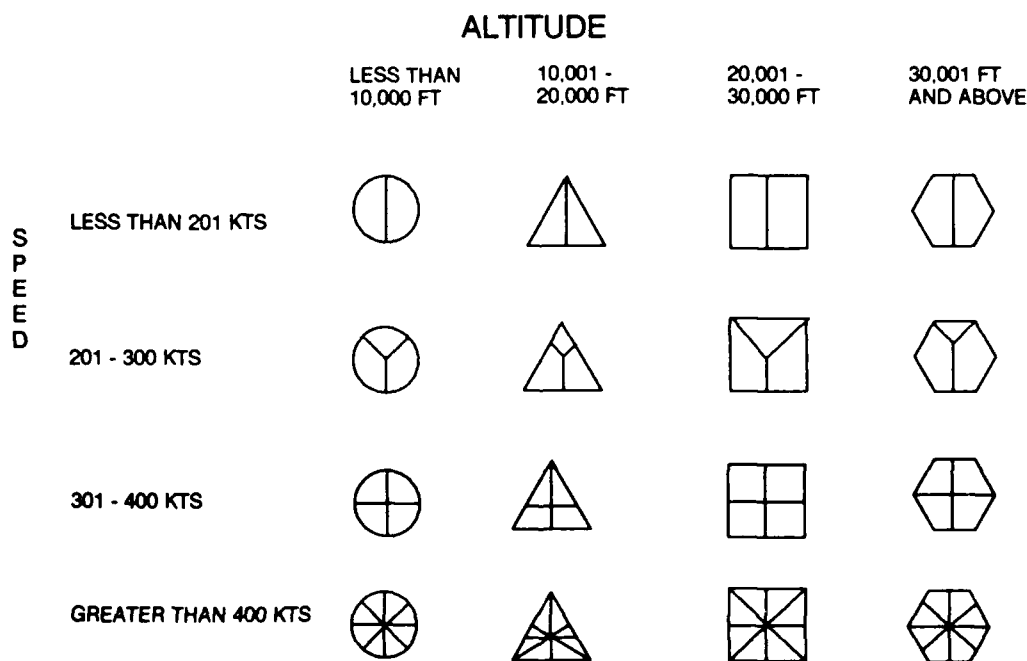 ALTITUDE
LESS THAN
10,000 FT
10,001 -
20,000 FT
20,001 -
30,000 FT
30,001 FT
AND ABOVE
SPEED
LESS THAN 201 KTS
201 - 300 KTS
301 - 400 KTS
GREATER THAN 400 KTS